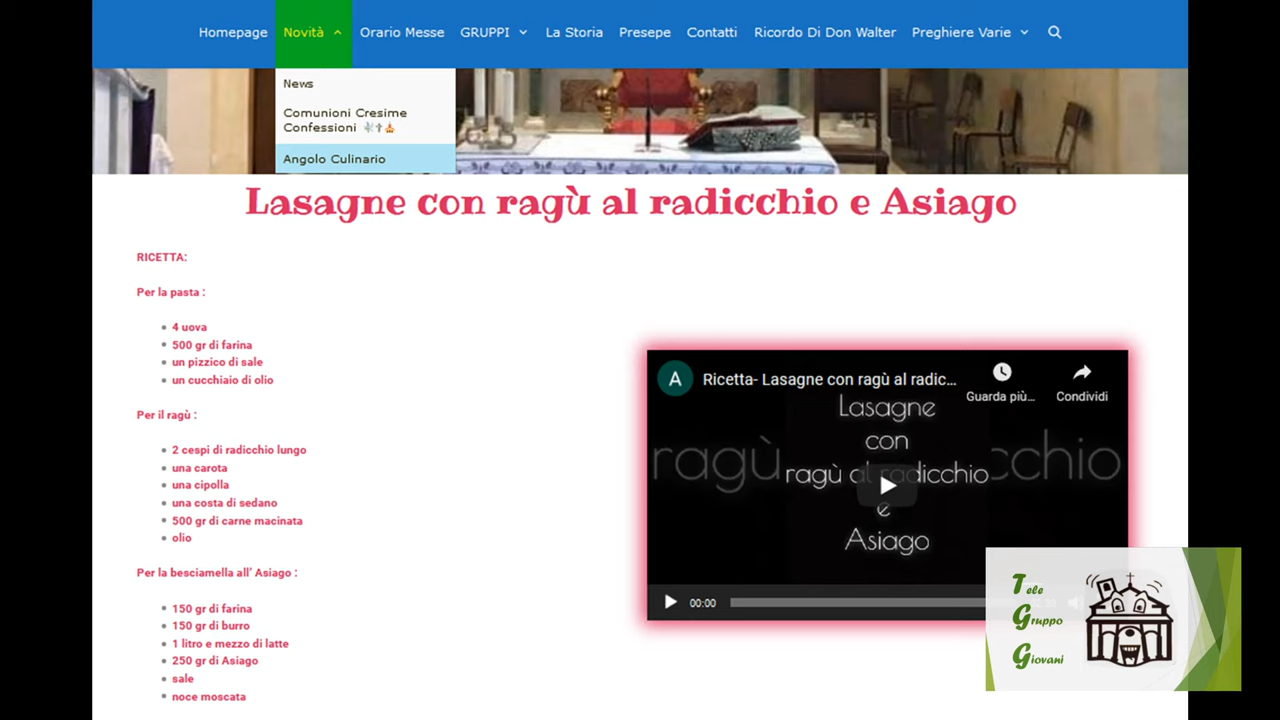 Homepage Novità Orario Messe GRUPPI La Storia Presepe Contatti Ricordo Di Don Walter Preghiere Varie
News
Comunioni Cresime
Confessioni
Angolo Culinario
Lasagne con ragù al radicchio e Asiago
RICETTA:
Per la pasta :
4 uova
500 gr di farina
un pizzico di sale
un cucchiaio di olio
Per il ragù :
2 cespi di radicchio lungo
una carota
una cipolla
una costa di sedano
500 gr di carne macinata
olio
Per la besciamella all' Asiago :
150 gr di farina
150 gr di burro
1 litro e mezzo di latte
250 gr di Asiago
sale
noce moscata
A Ricetta- Lasagne con ragù al radic...
Guarda più... Condividi
Lasagne
con
ragù al radicchio
e
Asiago
ragù cchio
00:00
Tele
Gruppo
Giovani